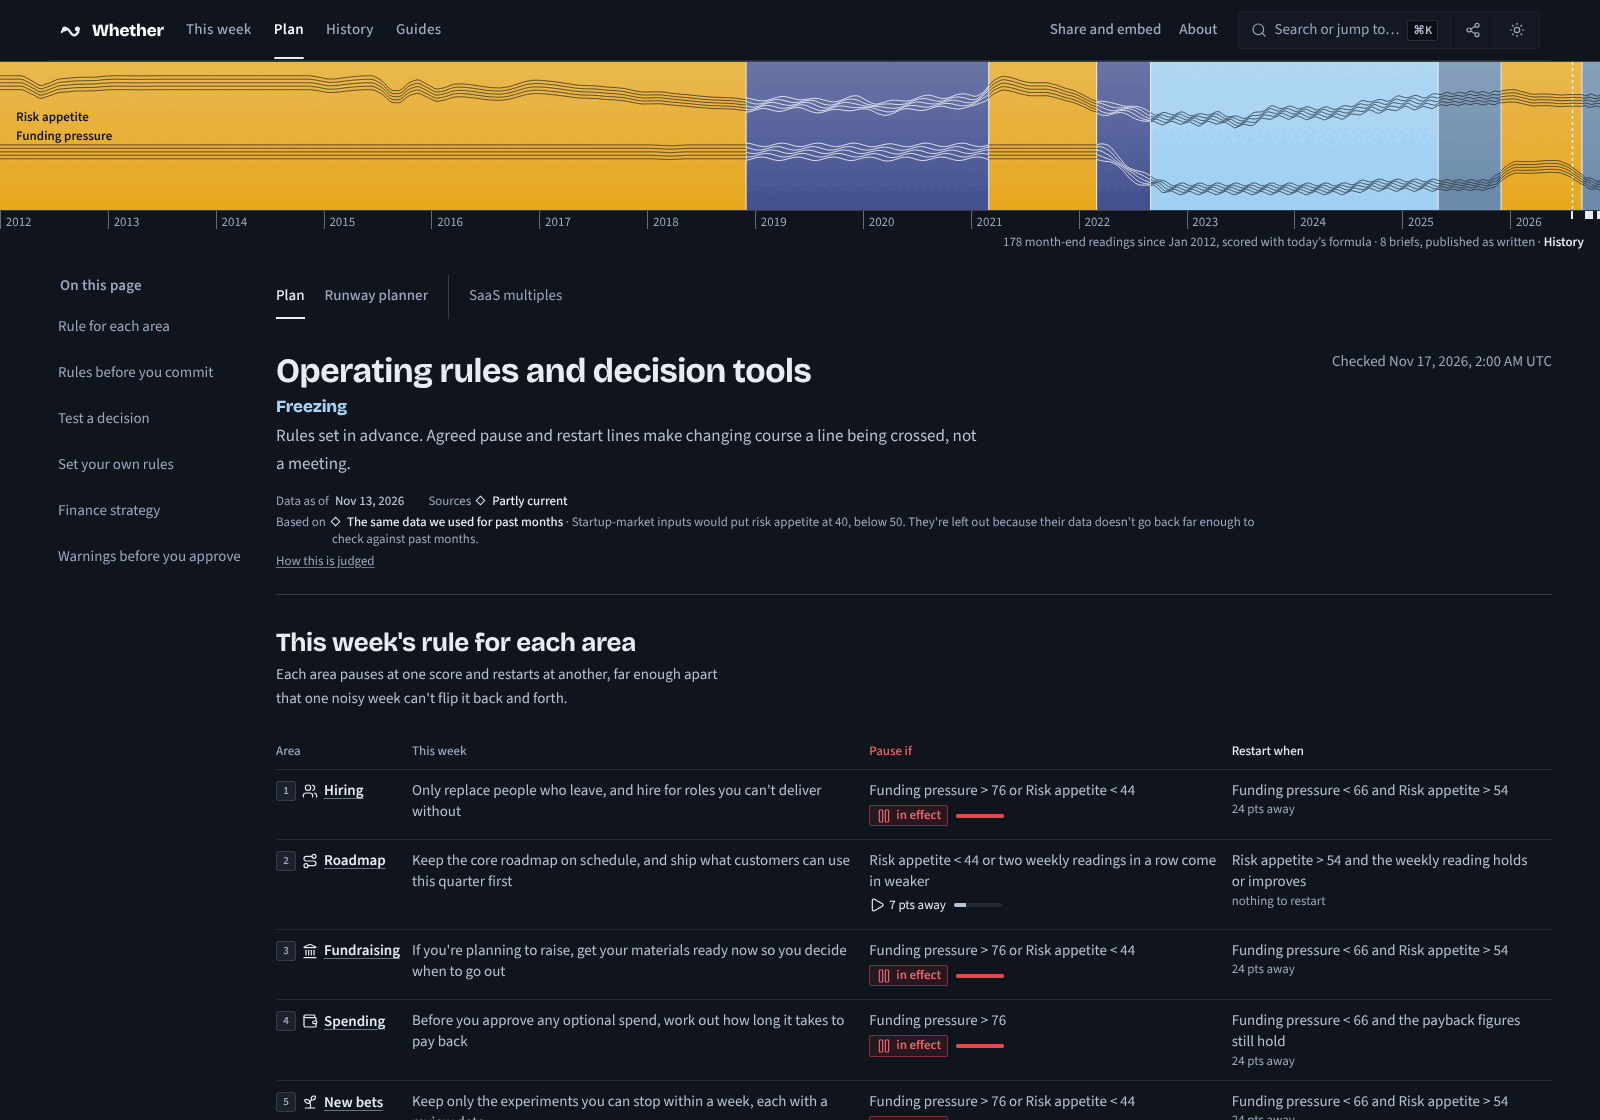 Whether
This week
Plan
History
Guides
Share and embed
About
Search or jump to…
⌘K
Risk appetite
Funding pressure
2012
2013
2014
2015
2016
2017
2018
2019
2020
2021
2022
2023
2024
2025
2026
178 month-end readings since Jan 2012, scored with today's formula · 8 briefs, published as written · History
On this page
Rule for each area
Rules before you commit
Test a decision
Set your own rules
Finance strategy
Warnings before you approve
Plan
Runway planner
SaaS multiples
Operating rules and decision tools
Checked Nov 17, 2026, 2:00 AM UTC
Freezing
Rules set in advance. Agreed pause and restart lines make changing course a line being crossed, not
a meeting.
Data as of Nov 13, 2026 Sources ◇ Partly current
Based on ◇ The same data we used for past months · Startup-market inputs would put risk appetite at 40, below 50. They're left out because their data doesn't go back far enough to
check against past months.
How this is judged
This week's rule for each area
Each area pauses at one score and restarts at another, far enough apart
that one noisy week can't flip it back and forth.
Area
This week
Pause if
Restart when
1 Hiring
Only replace people who leave, and hire for roles you can't deliver
without
Funding pressure > 76 or Risk appetite < 44
in effect
Funding pressure < 66 and Risk appetite > 54
24 pts away
2 Roadmap
Keep the core roadmap on schedule, and ship what customers can use
this quarter first
Risk appetite < 44 or two weekly readings in a row come
in weaker
7 pts away
Risk appetite > 54 and the weekly reading holds
or improves
nothing to restart
3 Fundraising
If you're planning to raise, get your materials ready now so you decide
when to go out
Funding pressure > 76 or Risk appetite < 44
in effect
Funding pressure < 66 and Risk appetite > 54
24 pts away
4 Spending
Before you approve any optional spend, work out how long it takes to
pay back
Funding pressure > 76
in effect
Funding pressure < 66 and the payback figures
still hold
24 pts away
5 New bets
Keep only the experiments you can stop within a week, each with a
Funding pressure > 76 or Risk appetite < 44
Funding pressure < 66 and Risk appetite > 54